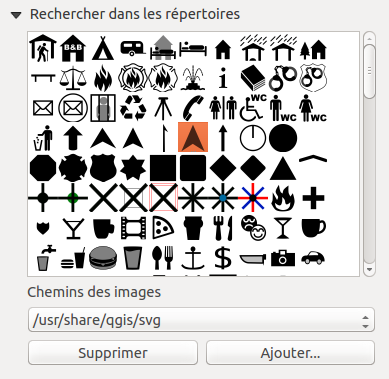 Rechercher dans les répertoires
B&B
i
WC
WC
WC
$
Chemins des images
/usr/share/qgis/svg
Supprimer
Ajouter...